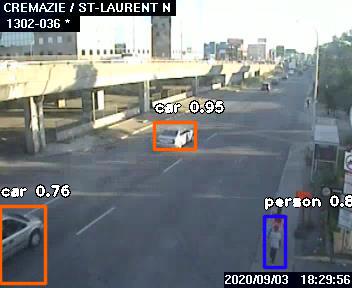 CREMAZIE / ST-LAURENT N
1302-036 *
car 0.95
car 0.76
person 0.8
2020/09/03 18:29:56